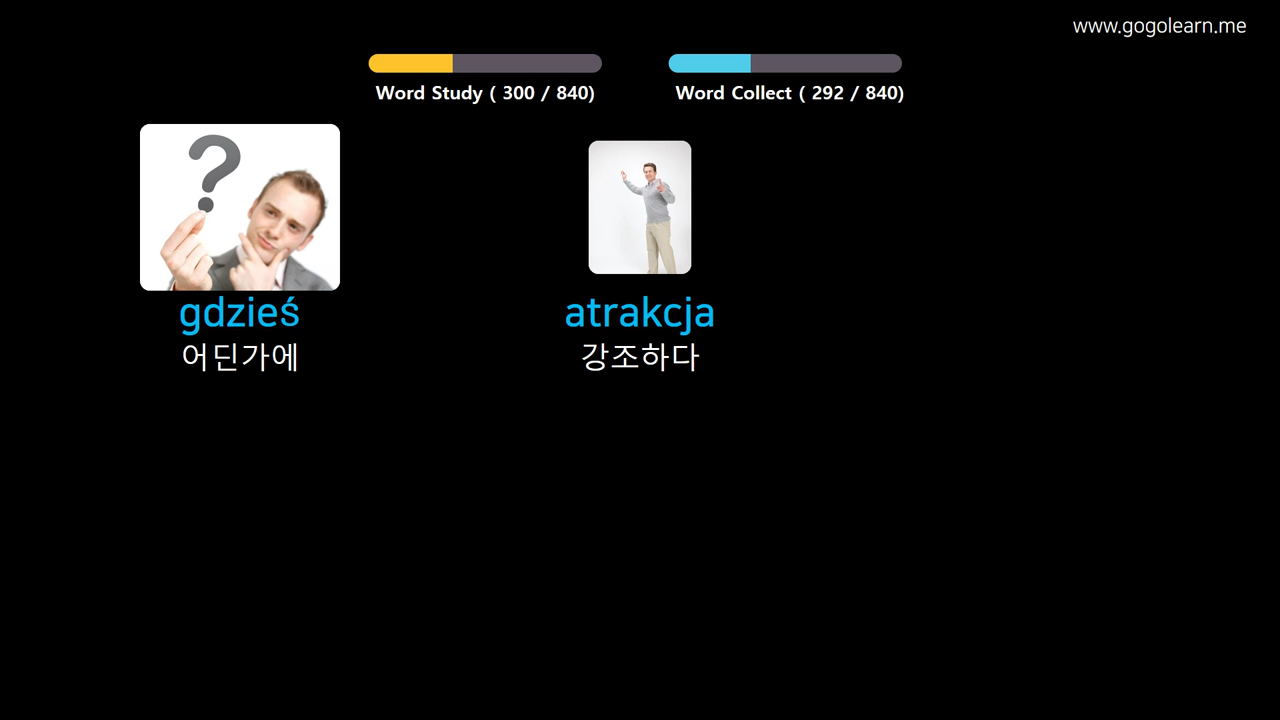 www.gogolearn.me
Word Study ( 300 / 840)
Word Collect ( 292 / 840)
gdzieś
어딘가에
atrakcja
강조하다